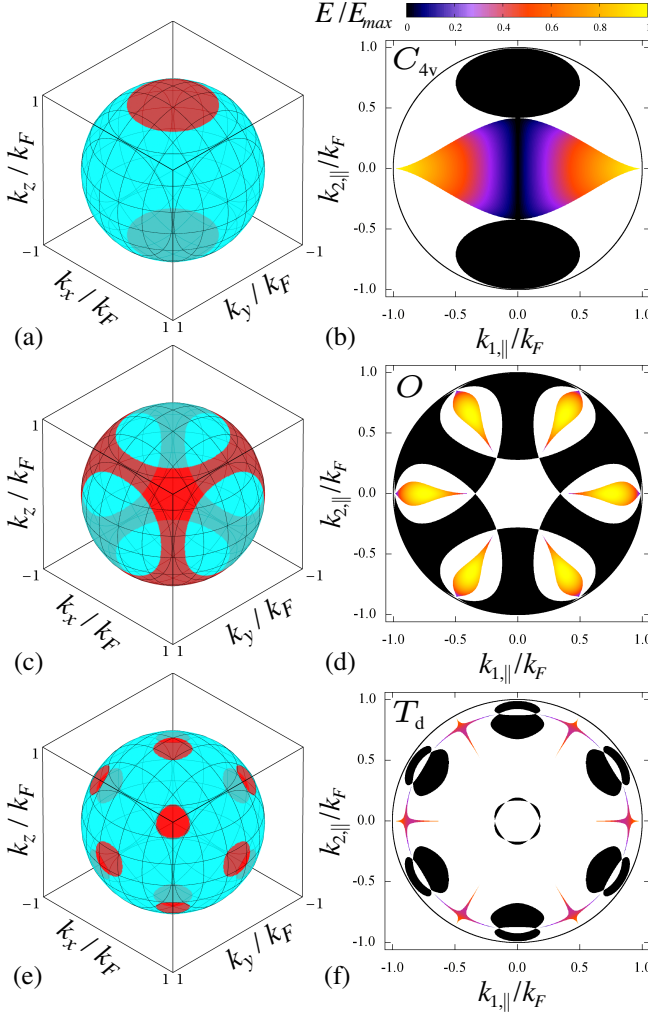 E/E_max
0 0.2 0.4 0.6 0.8 1
1
k_z / k_F
-1
k_x / k_F
1 1
k_y / k_F
-1
(a)
C_4v
1.0
0.5
0.0
-0.5
-1.0
k_2,|| / k_F
-1.0 -0.5 0.0 0.5 1.0
k_1,|| / k_F
(b)
1
k_z / k_F
-1
k_x / k_F
1 1
k_y / k_F
-1
(c)
O
1.0
0.5
0.0
-0.5
-1.0
k_2,|| / k_F
-1.0 -0.5 0.0 0.5 1.0
k_1,|| / k_F
(d)
1
k_z / k_F
-1
k_x / k_F
1 1
k_y / k_F
-1
(e)
T_d
1.0
0.5
0.0
-0.5
-1.0
k_2,|| / k_F
-1.0 -0.5 0.0 0.5 1.0
k_1,|| / k_F
(f)